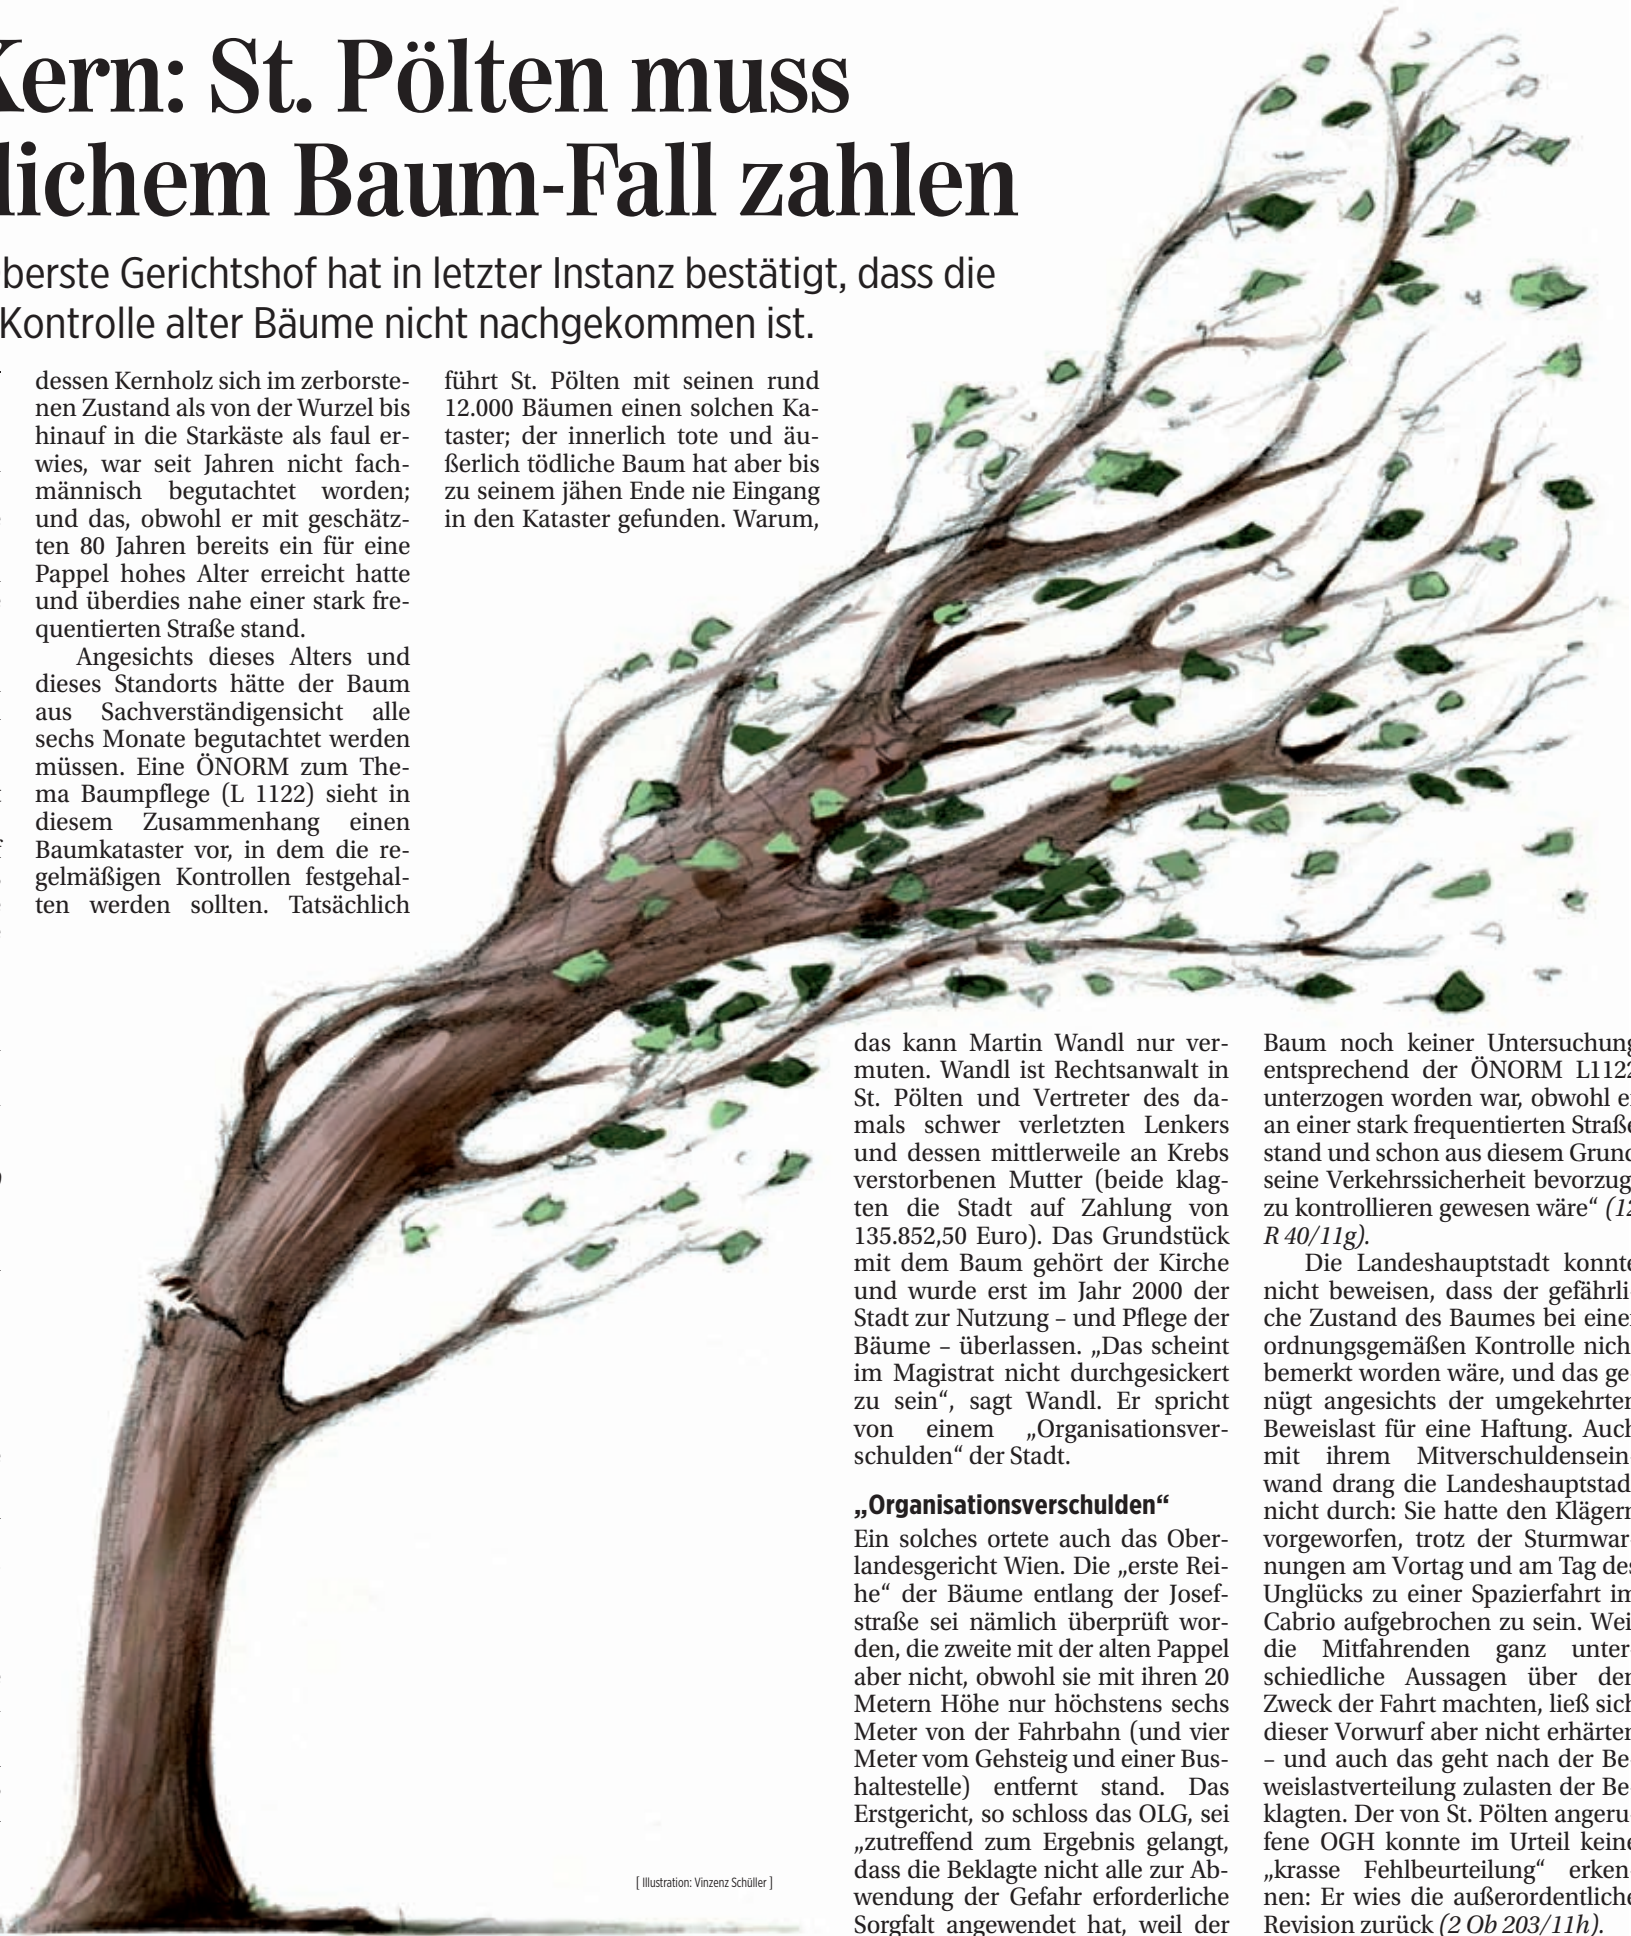 Kern: St. Pölten muss
lichem Baum-Fall zahlen
berste Gerichtshof hat in letzter Instanz bestätigt, dass die
Kontrolle alter Bäume nicht nachgekommen ist.
dessen Kernholz sich im zerborste-
nen Zustand als von der Wurzel bis
hinauf in die Starkäste als faul er-
wies, war seit Jahren nicht fach-
männisch begutachtet worden;
und das, obwohl er mit geschätz-
ten 80 Jahren bereits ein für eine
Pappel hohes Alter erreicht hatte
und überdies nahe einer stark fre-
quentierten Straße stand.
Angesichts dieses Alters und
dieses Standorts hätte der Baum
aus Sachverständigensicht alle
sechs Monate begutachtet werden
müssen. Eine ÖNORM zum The-
ma Baumpflege (L 1122) sieht in
diesem Zusammenhang einen
Baumkataster vor, in dem die re-
gelmäßigen Kontrollen festgehal-
ten werden sollten. Tatsächlich
führt St. Pölten mit seinen rund
12.000 Bäumen einen solchen Ka-
taster; der innerlich tote und äu-
ßerlich tödliche Baum hat aber bis
zu seinem jähen Ende nie Eingang
in den Kataster gefunden. Warum,
das kann Martin Wandl nur ver-
muten. Wandl ist Rechtsanwalt in
St. Pölten und Vertreter des da-
mals schwer verletzten Lenkers
und dessen mittlerweile an Krebs
verstorbenen Mutter (beide klag-
ten die Stadt auf Zahlung von
135.852,50 Euro). Das Grundstück
mit dem Baum gehört der Kirche
und wurde erst im Jahr 2000 der
Stadt zur Nutzung – und Pflege der
Bäume – überlassen. „Das scheint
im Magistrat nicht durchgesickert
zu sein“, sagt Wandl. Er spricht
von einem „Organisationsver-
schulden“ der Stadt.
„Organisationsverschulden“
Ein solches ortete auch das Ober-
landesgericht Wien. Die „erste Rei-
he“ der Bäume entlang der Josef-
straße sei nämlich überprüft wor-
den, die zweite mit der alten Pappel
aber nicht, obwohl sie mit ihren 20
Metern Höhe nur höchstens sechs
Meter von der Fahrbahn (und vier
Meter vom Gehsteig und einer Bus-
haltestelle) entfernt stand. Das
Erstgericht, so schloss das OLG, sei
„zutreffend zum Ergebnis gelangt,
dass die Beklagte nicht alle zur Ab-
wendung der Gefahr erforderliche
Sorgfalt angewendet hat, weil der
Baum noch keiner Untersuchung
entsprechend der ÖNORM L1122
unterzogen worden war, obwohl er
an einer stark frequentierten Straße
stand und schon aus diesem Grund
seine Verkehrssicherheit bevorzug
zu kontrollieren gewesen wäre“ (12
R 40/11g).
Die Landeshauptstadt konnte
nicht beweisen, dass der gefährli-
che Zustand des Baumes bei einer
ordnungsgemäßen Kontrolle nich
bemerkt worden wäre, und das ge-
nügt angesichts der umgekehrten
Beweislast für eine Haftung. Auch
mit ihrem Mitverschuldensein-
wand drang die Landeshauptstad
nicht durch: Sie hatte den Klägern
vorgeworfen, trotz der Sturmwar-
nungen am Vortag und am Tag des
Unglücks zu einer Spazierfahrt im
Cabrio aufgebrochen zu sein. Wei
die Mitfahrenden ganz unter-
schiedliche Aussagen über den
Zweck der Fahrt machten, ließ sich
dieser Vorwurf aber nicht erhärten
– und auch das geht nach der Be-
weislastverteilung zulasten der Be-
klagten. Der von St. Pölten angeru-
fene OGH konnte im Urteil keine
„krasse Fehlbeurteilung“ erken-
nen: Er wies die außerordentliche
Revision zurück (2 Ob 203/11h).
[ Illustration: Vinzenz Schüller ]